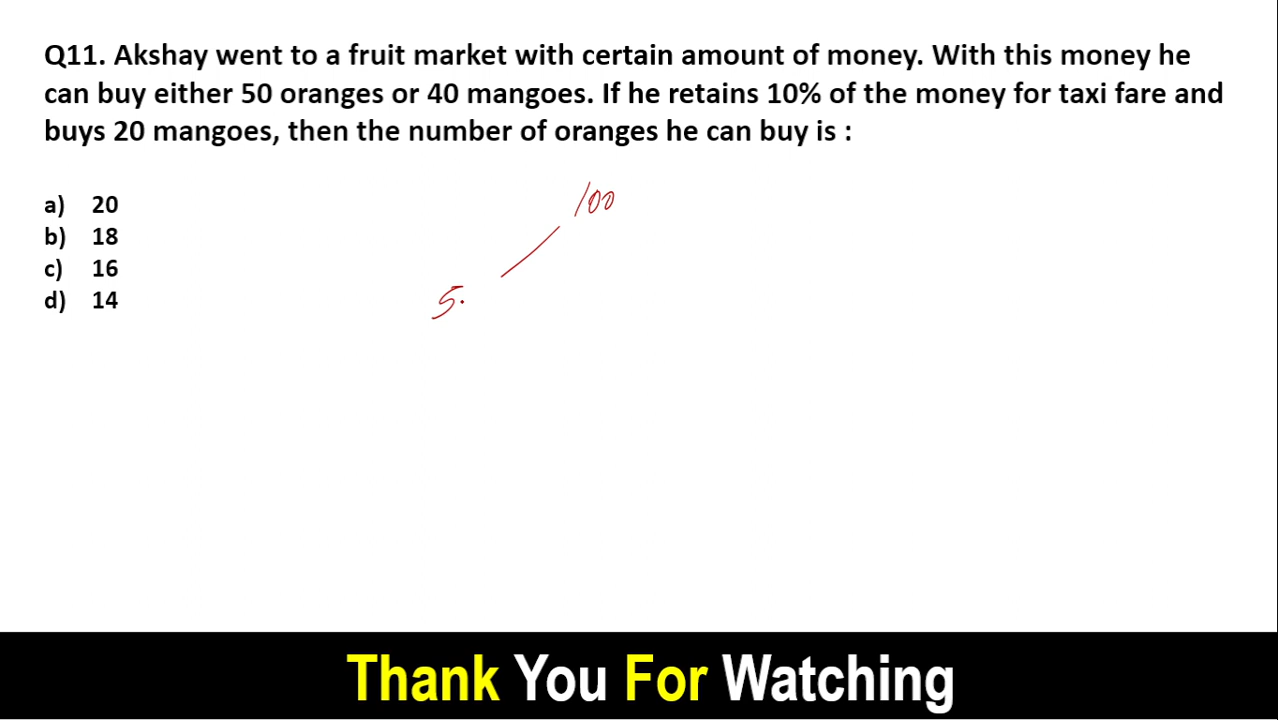 Q11. Akshay went to a fruit market with certain amount of money. With this money he
can buy either 50 oranges or 40 mangoes. If he retains 10% of the money for taxi fare and
buys 20 mangoes, then the number of oranges he can buy is :
100
a) 20
b) 18
c) 16
d) 14
5
Thank You For Watching